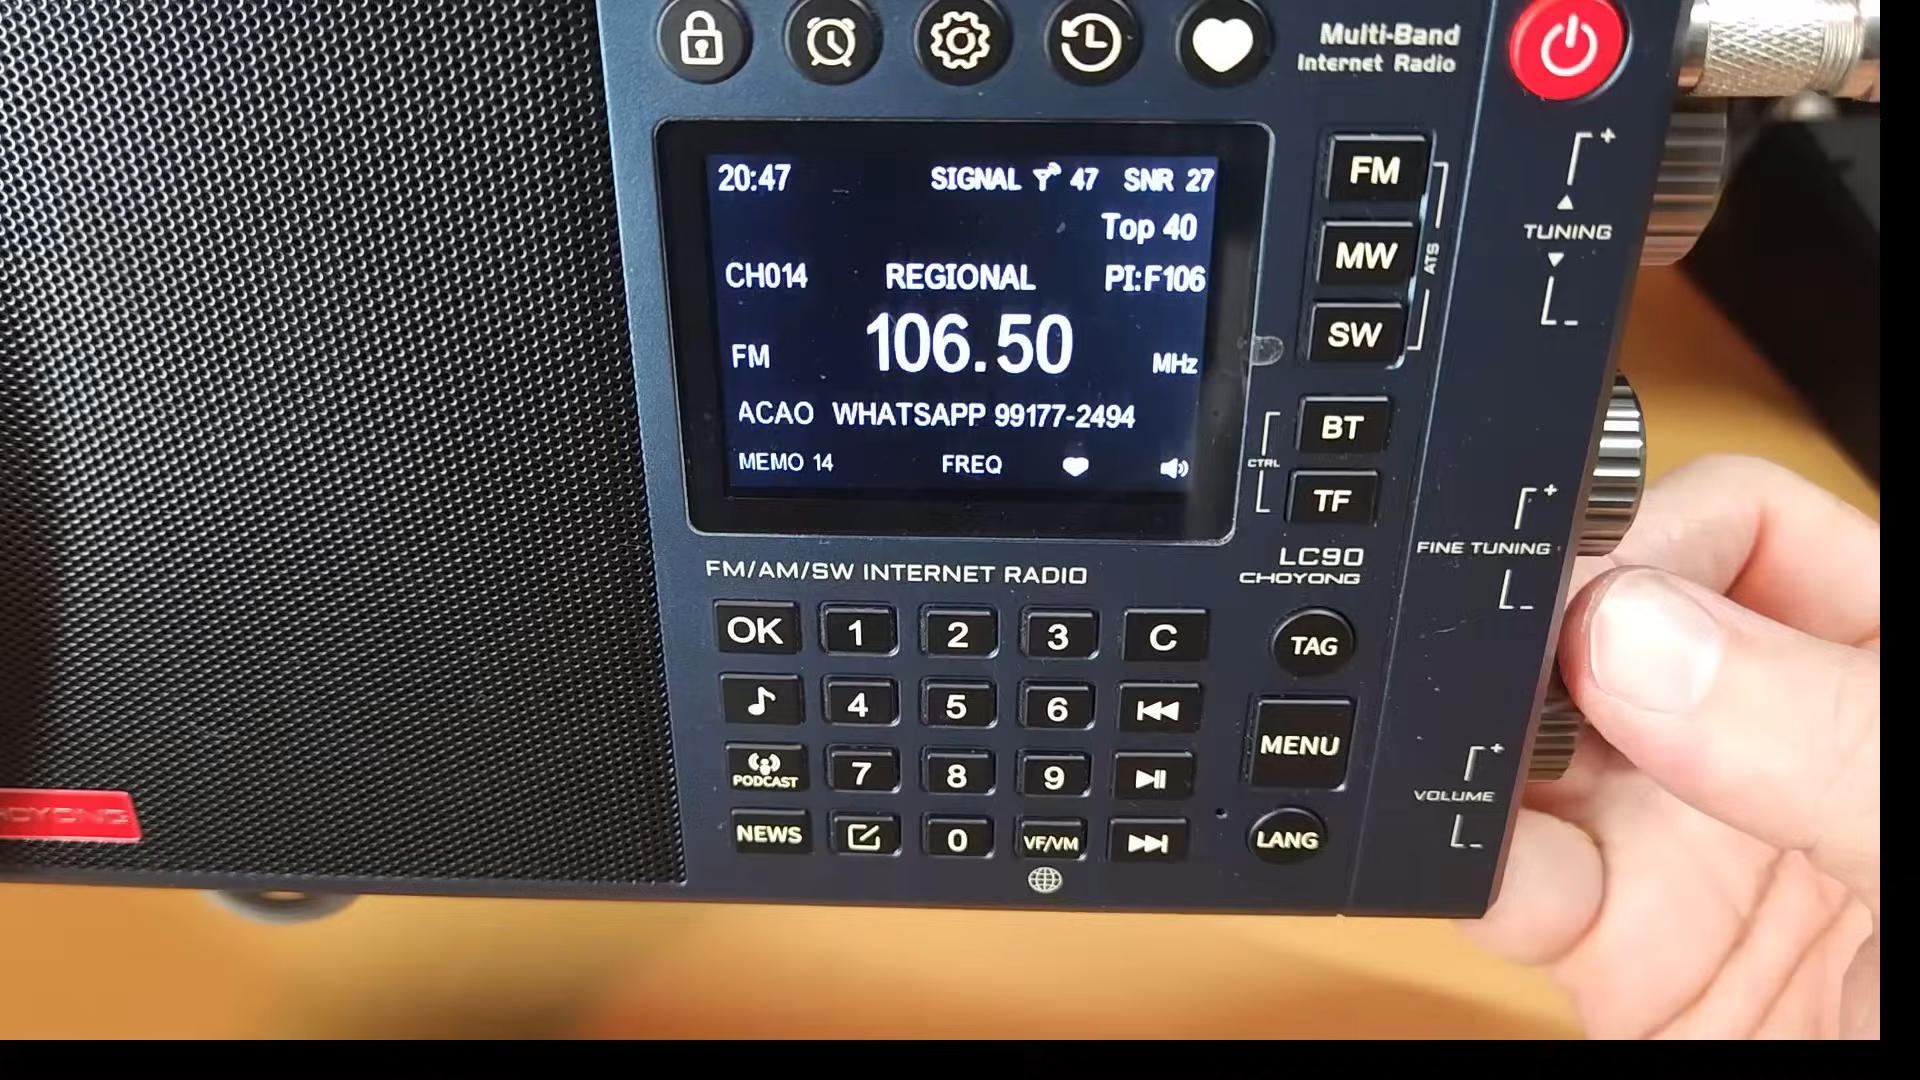 Multi-Band
Internet Radio
20:47 SIGNAL 47 SNR 27
Top 40
CH014 REGIONAL PI:F106
FM 106.50 MHz
ACAO WHATSAPP 99177-2494
MEMO 14 FREQ
FM
MW
SW
ATS
BT
CTRL
TF
LC90
CHOYONG
FM/AM/SW INTERNET RADIO
OK 1 2 3 C
4 5 6
PODCAST 7 8 9
NEWS 0 VF/VM
TAG
MENU
LANG
+
TUNING
-
+
FINE TUNING
-
+
VOLUME
-
CHOYONG